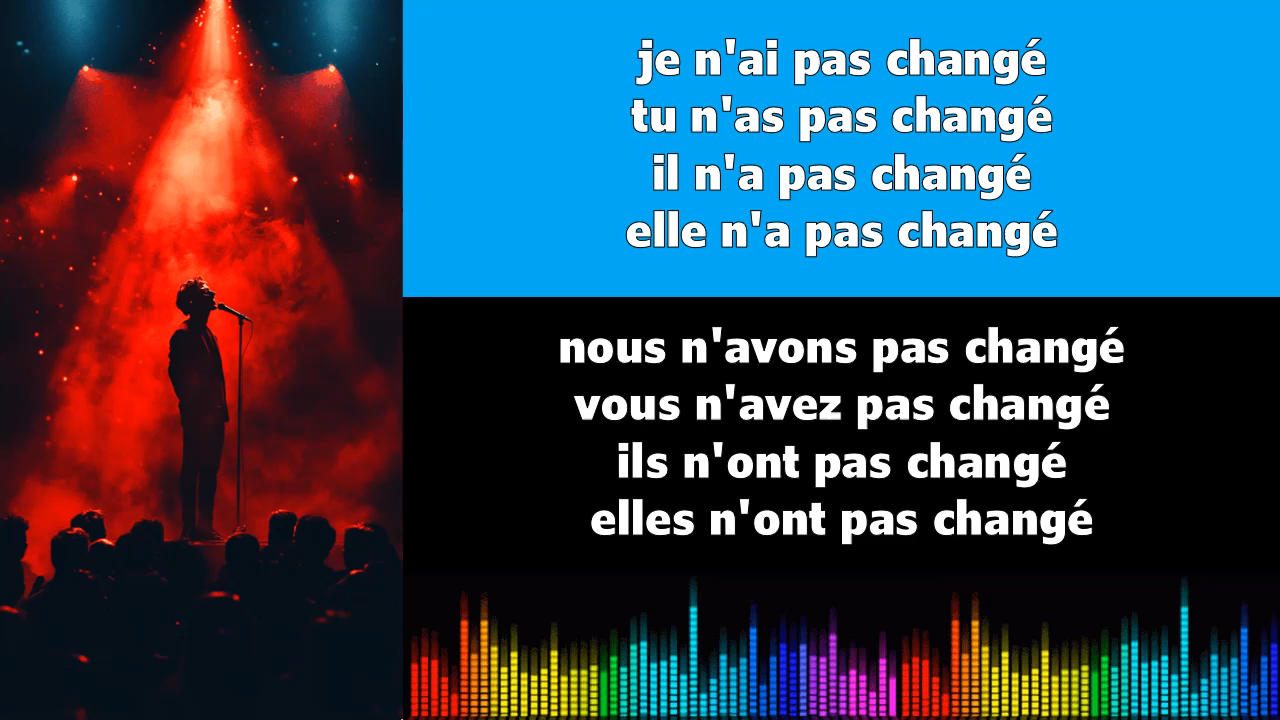 je n'ai pas changé
tu n'as pas changé
il n'a pas changé
elle n'a pas changé
nous n'avons pas changé
vous n'avez pas changé
ils n'ont pas changé
elles n'ont pas changé